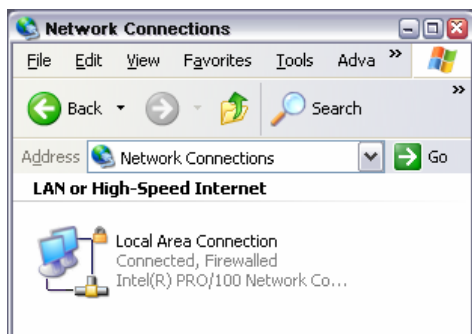 Network Connections
File Edit View Favorites Tools Adva »
Back Search »
Address Network Connections Go
LAN or High-Speed Internet
Local Area Connection
Connected, Firewalled
Intel(R) PRO/100 Network Co...